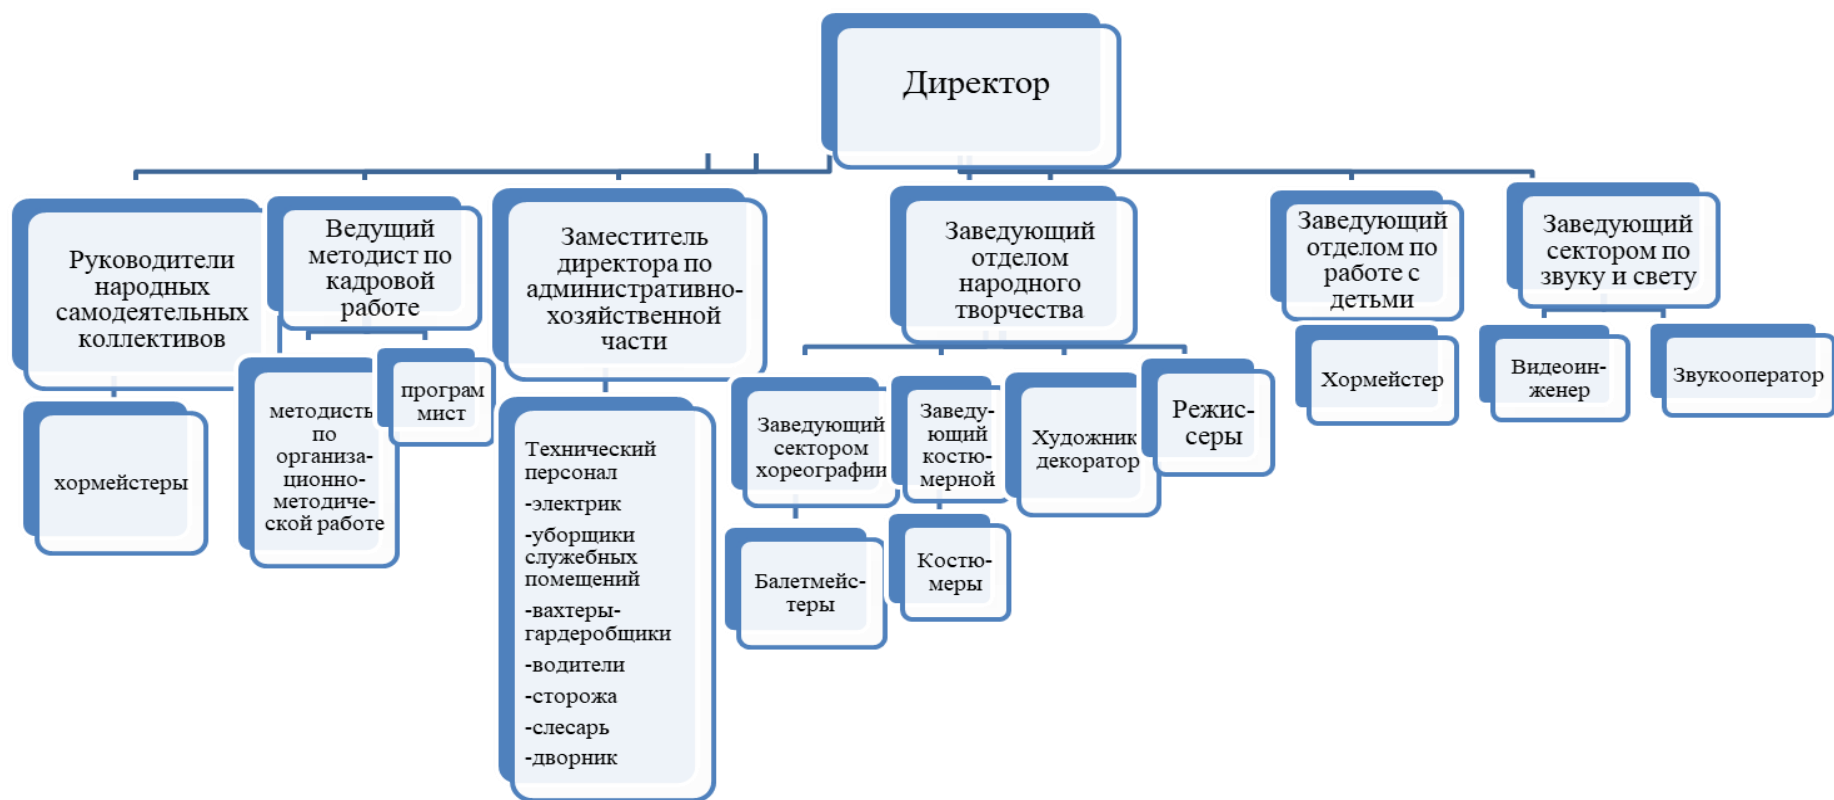 Директор
Руководители
народных
самодеятельных
коллективов
Ведущий
методист по
кадровой
работе
Заместитель
директора по
административно-
хозяйственной
части
Заведующий
отделом
народного
творчества
Заведующий
отделом по
работе с
детьми
Заведующий
сектором по
звуку и свету
хормейстеры
методисты
по
организа-
ционно-
методиче-
ской работе
програм
мист
Технический
персонал
-электрик
-уборщики
служебных
помещений
-вахтеры-
гардеробщики
-водители
-сторожа
-слесарь
-дворник
Заведующий
сектором
хореографии
Заведу-
ющий
костю-
мерной
Художник
декоратор
Режис-
серы
Хормейстер
Видеоин-
женер
Звукооператор
Балетмейс-
теры
Костю-
меры